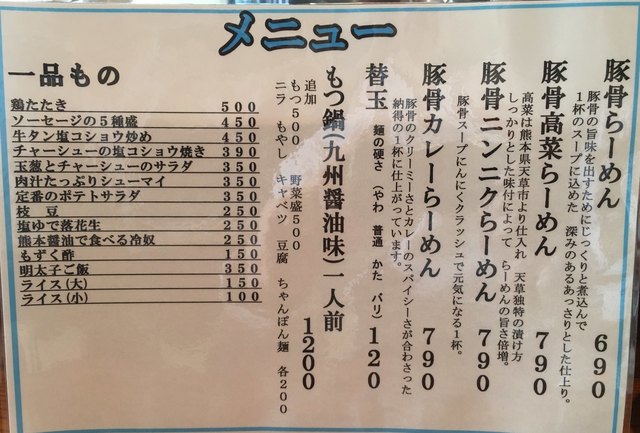 メニュー
豚骨らーめん 690
豚骨の旨味を出すためにじっくりと煮込んで
1杯のスープに込めた 深みのあるあっさりとした仕上り。
豚骨高菜らーめん 790
高菜は熊本県天草市より仕入れ 天草独特の漬け方
しっかりとした味付によって らーめんの旨さ倍増。
豚骨ニンニクらーめん 790
豚骨スープにんにくクラッシュで元気になる1杯。
豚骨カレーらーめん 790
豚骨のクリーミーさとカレーのスパイシーさが合わさった
納得の1杯に仕上がっています。
替玉 麺の硬さ(やわ 普通 かた バリ) 120
もつ鍋(九州醤油味)一人前 1200
追加
もつ500 野菜盛500
ニラ もやし キャベツ 豆腐 ちゃんぽん麺 各200
一品もの
鶏たたき 500
ソーセージの5種盛 450
牛タン塩コショウ炒め 450
チャーシューの塩コショウ焼き 390
玉葱とチャーシューのサラダ 350
肉汁たっぷりシューマイ 350
定番のポテトサラダ 350
枝豆 250
塩ゆで落花生 250
熊本醤油で食べる冷奴 250
もずく酢 150
明太子ご飯 350
ライス(大) 150
ライス(小) 100